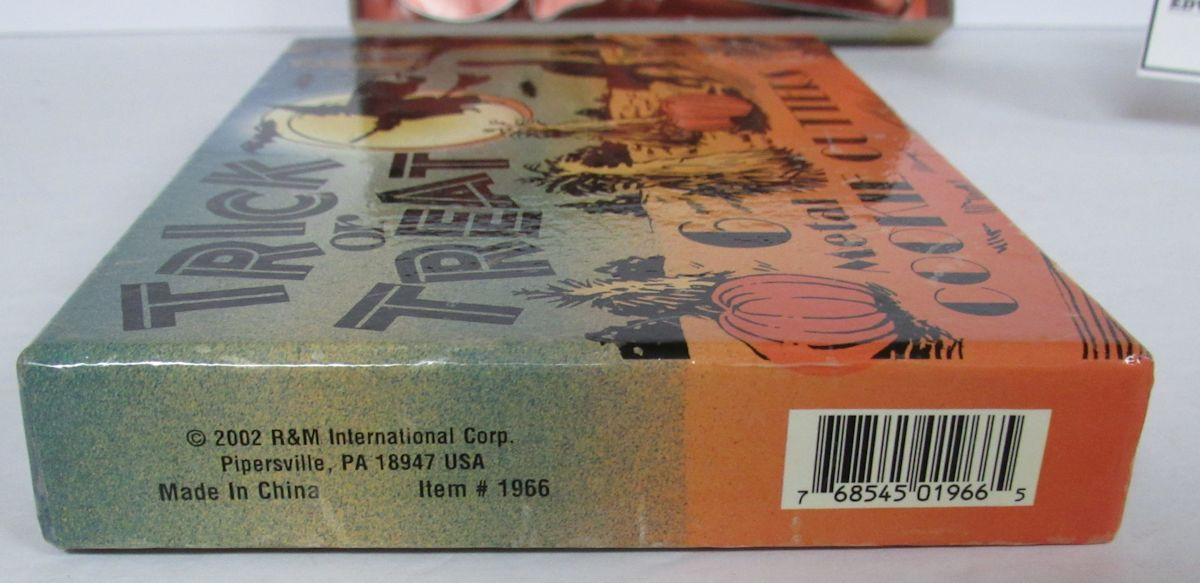 TRICK
or
TREAT
6
Metal
COOKIE CUTTERS
© 2002 R&M International Corp.
Pipersville, PA 18947 USA
Made In China Item # 1966
7 68545 01966 5